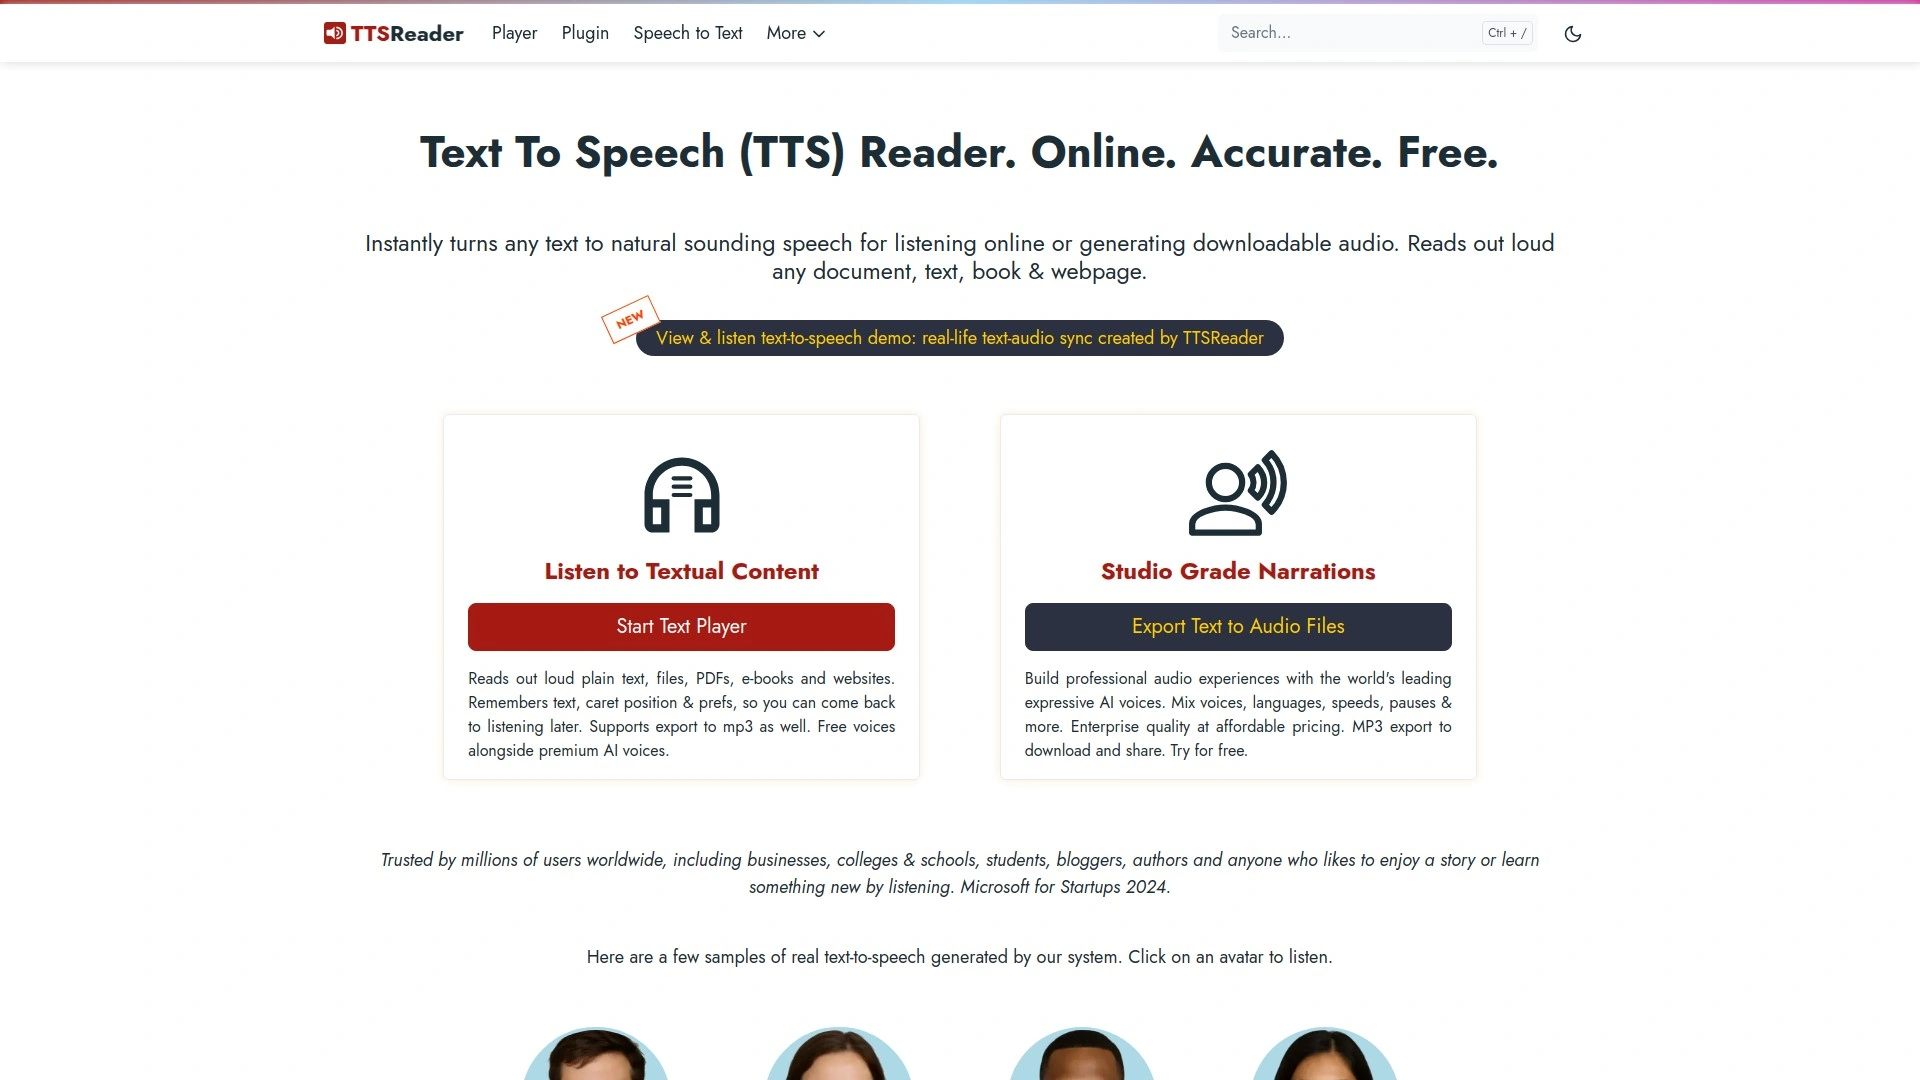 TTSReader
Player
Plugin
Speech to Text
More
Search...
Ctrl + /
Text To Speech (TTS) Reader. Online. Accurate. Free.
Instantly turns any text to natural sounding speech for listening online or generating downloadable audio. Reads out loud
any document, text, book & webpage.
NEW
View & listen text-to-speech demo: real-life text-audio sync created by TTSReader
Listen to Textual Content
Start Text Player
Reads out loud plain text, files, PDFs, e-books and websites.
Remembers text, caret position & prefs, so you can come back
to listening later. Supports export to mp3 as well. Free voices
alongside premium AI voices.
Studio Grade Narrations
Export Text to Audio Files
Build professional audio experiences with the world's leading
expressive AI voices. Mix voices, languages, speeds, pauses &
more. Enterprise quality at affordable pricing. MP3 export to
download and share. Try for free.
Trusted by millions of users worldwide, including businesses, colleges & schools, students, bloggers, authors and anyone who likes to enjoy a story or learn
something new by listening. Microsoft for Startups 2024.
Here are a few samples of real text-to-speech generated by our system. Click on an avatar to listen.